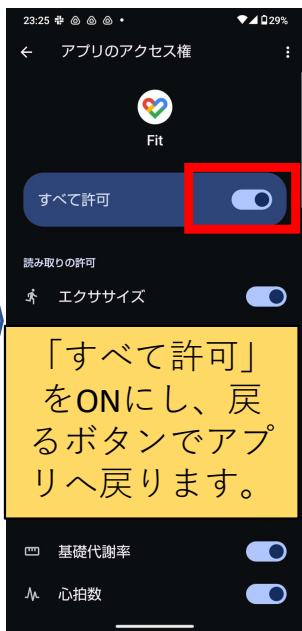 23:25 29%
アプリのアクセス権
Fit
すべて許可
読み取りの許可
エクササイズ
「すべて許可」
をONにし、戻
るボタンでアプ
リへ戻ります。
基礎代謝率
心拍数